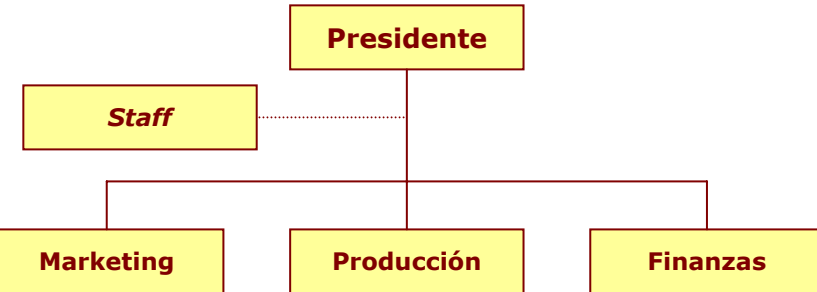 Presidente
Staff
Marketing
Producción
Finanzas